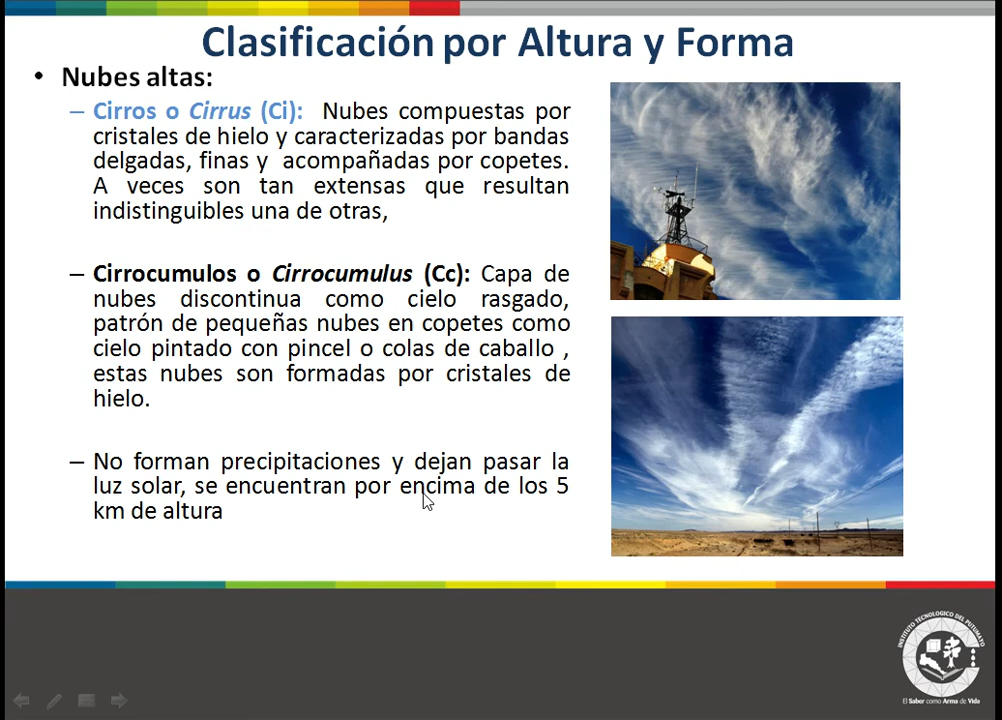 Clasificación por Altura y Forma
• Nubes altas:
– Cirros o Cirrus (Ci): Nubes compuestas por
cristales de hielo y caracterizadas por bandas
delgadas, finas y acompañadas por copetes.
A veces son tan extensas que resultan
indistinguibles una de otras,
– Cirrocumulos o Cirrocumulus (Cc): Capa de
nubes discontinua como cielo rasgado,
patrón de pequeñas nubes en copetes como
cielo pintado con pincel o colas de caballo ,
estas nubes son formadas por cristales de
hielo.
– No forman precipitaciones y dejan pasar la
luz solar, se encuentran por encima de los 5
km de altura
INSTITUTO TECNOLOGICO DEL PUTUMAYO
El Saber como Arma de Vida